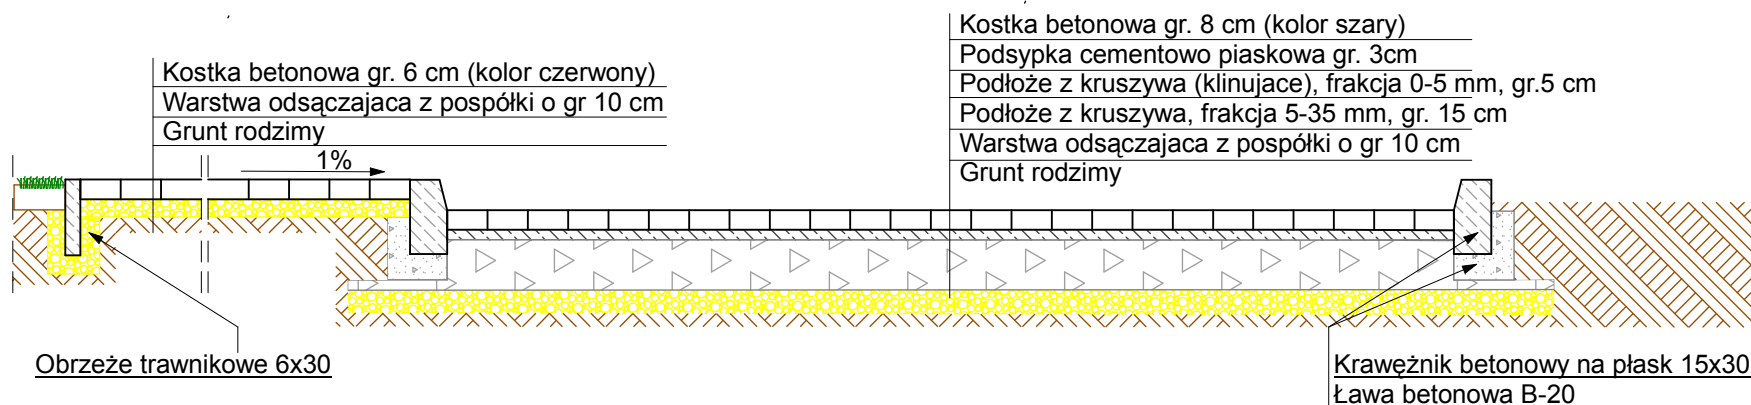 Kostka betonowa gr. 6 cm (kolor czerwony)
Warstwa odsączajaca z pospółki o gr 10 cm
Grunt rodzimy
1%
Kostka betonowa gr. 8 cm (kolor szary)
Podsypka cementowo piaskowa gr. 3cm
Podłoże z kruszywa (klinujace), frakcja 0-5 mm, gr.5 cm
Podłoże z kruszywa, frakcja 5-35 mm, gr. 15 cm
Warstwa odsączajaca z pospółki o gr 10 cm
Grunt rodzimy
Obrzeże trawnikowe 6x30
Krawężnik betonowy na płask 15x30
Ława betonowa B-20